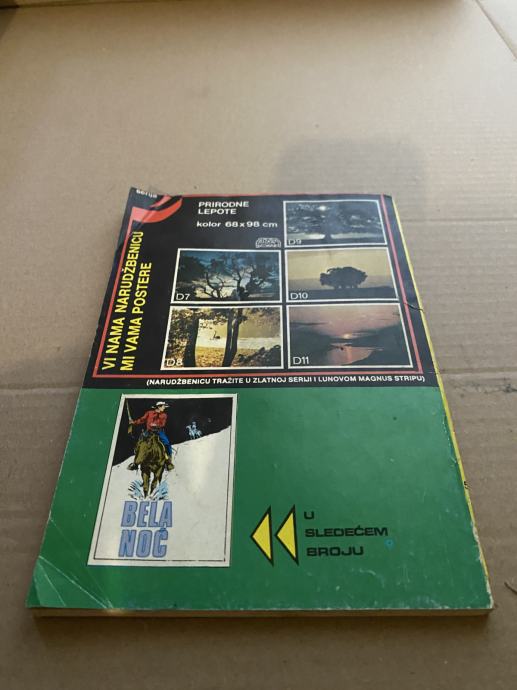 serija
VI NAMA NARUDŽBENICU
MI VAMA POSTERE
PRIRODNE
LEPOTE
kolor 68 x 98 cm
D9
D7
D10
D8
D11
(NARUDŽBENICU TRAŽITE U ZLATNOJ SERIJI I LUNOVOM MAGNUS STRIPU)
BELA
NOĆ
U
SLEDEĆEM
BROJU